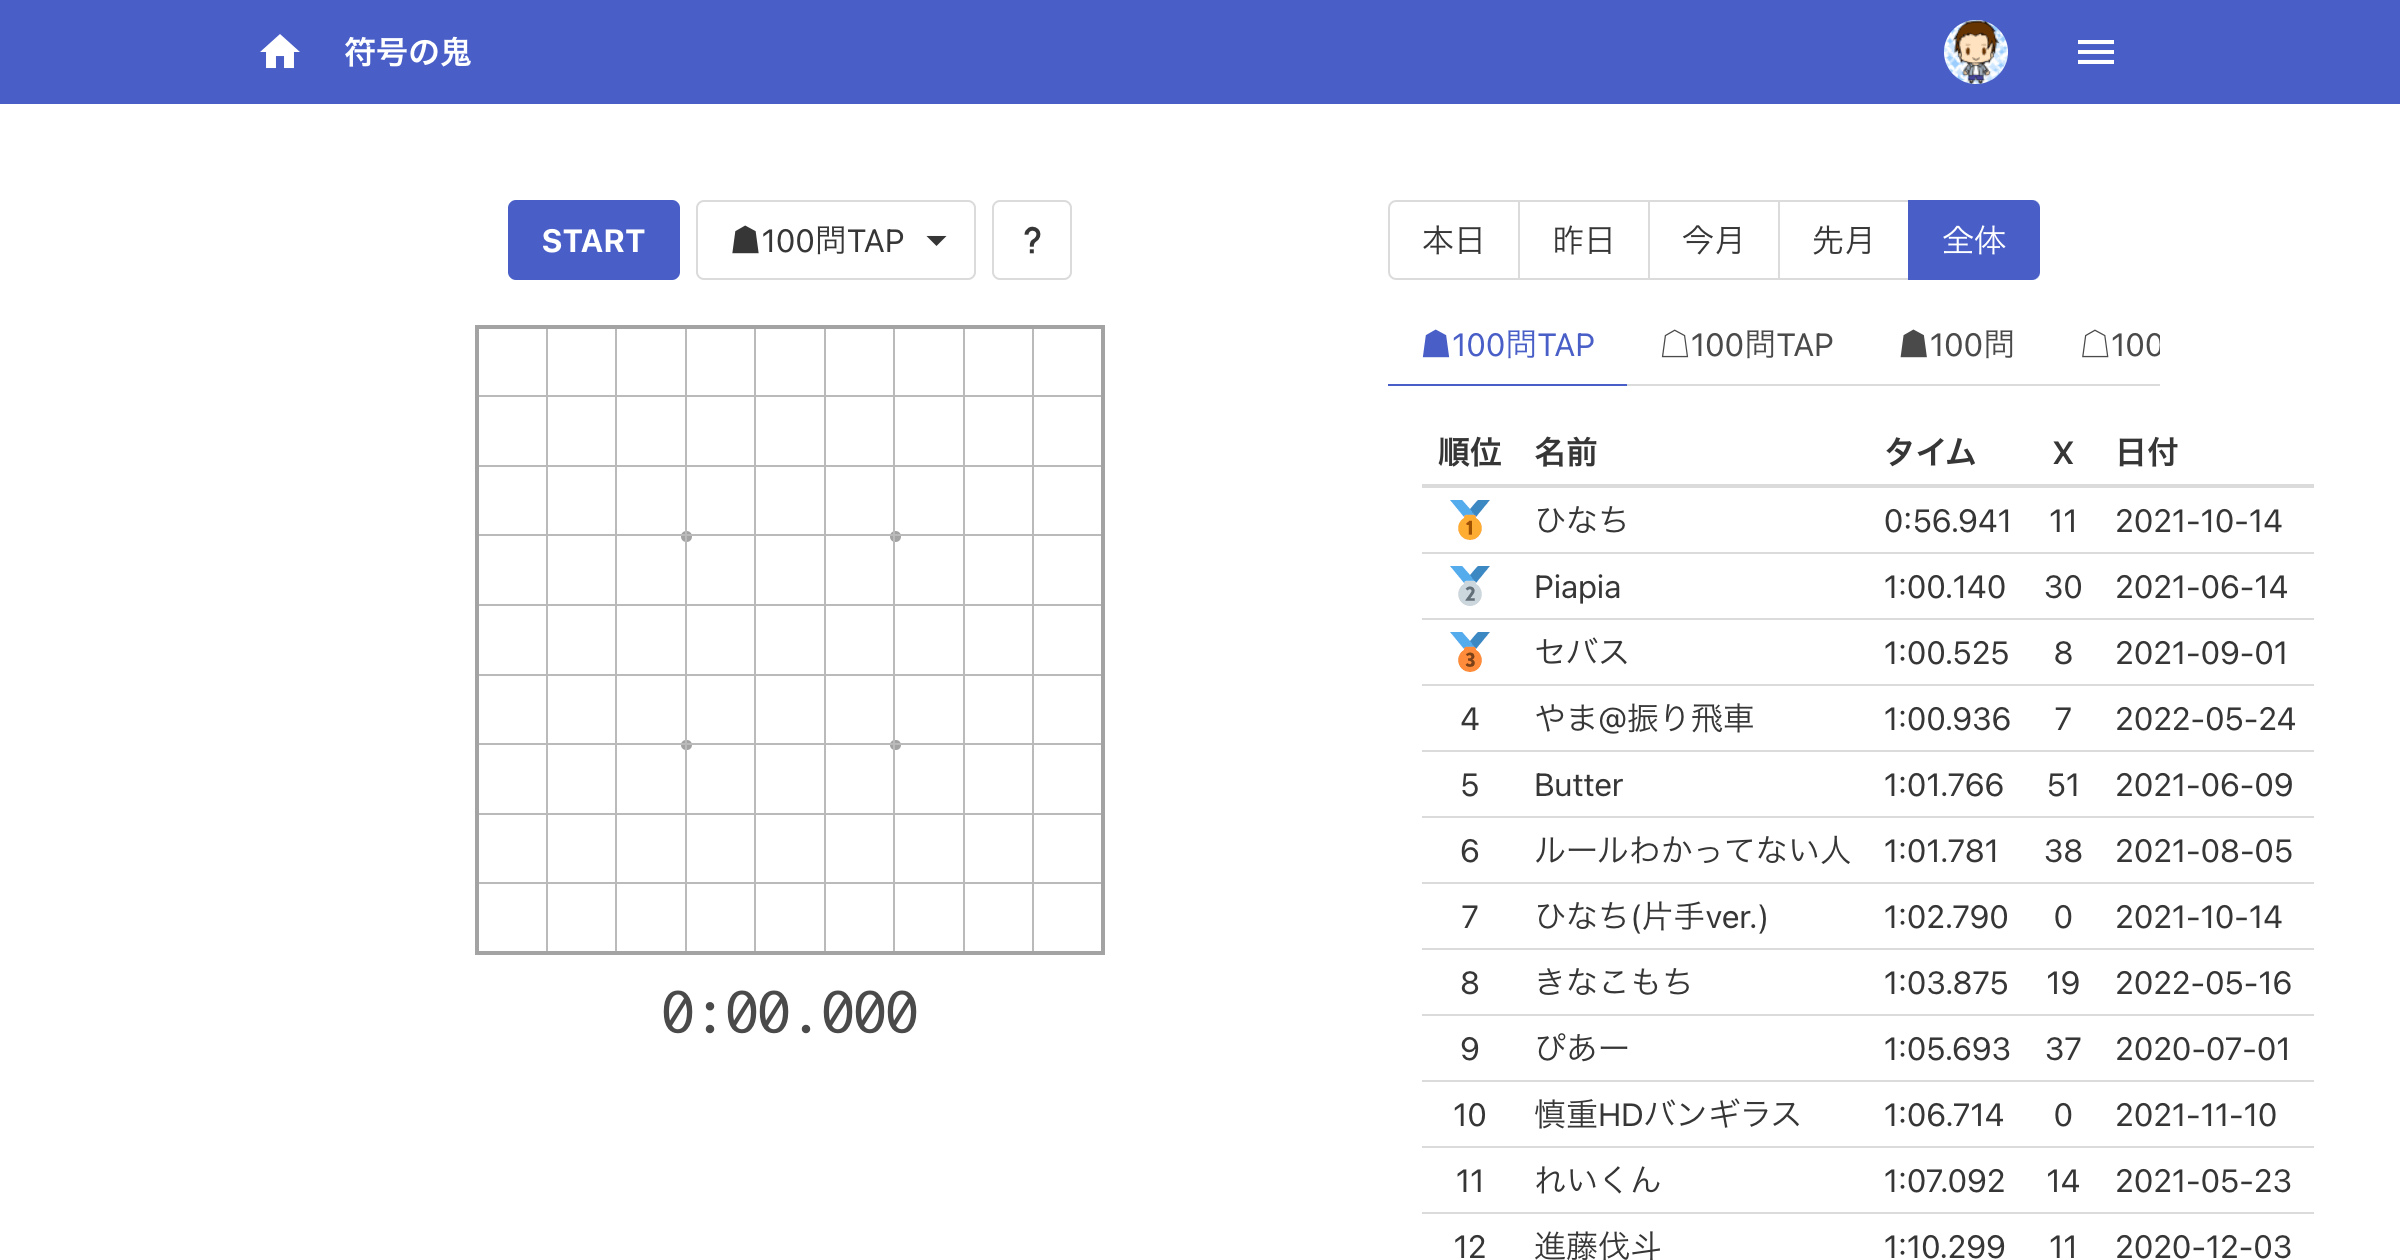 符号の鬼
START ☗100問TAP ?
0:00.000
本日 昨日 今月 先月 全体
☗100問TAP ☖100問TAP ☗100問 ☖100
順位 名前 タイム X 日付
1 ひなち 0:56.941 11 2021-10-14
2 Piapia 1:00.140 30 2021-06-14
3 セバス 1:00.525 8 2021-09-01
4 やま@振り飛車 1:00.936 7 2022-05-24
5 Butter 1:01.766 51 2021-06-09
6 ルールわかってない人 1:01.781 38 2021-08-05
7 ひなち(片手ver.) 1:02.790 0 2021-10-14
8 きなこもち 1:03.875 19 2022-05-16
9 ぴあー 1:05.693 37 2020-07-01
10 慎重HDバンギラス 1:06.714 0 2021-11-10
11 れいくん 1:07.092 14 2021-05-23
12 進藤伐斗 1:10.299 11 2020-12-03